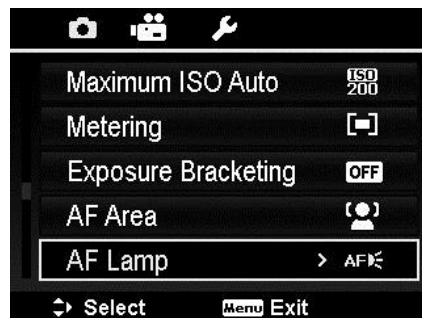 Maximum ISO Auto ISO 200
Metering
Exposure Bracketing OFF
AF Area
AF Lamp > AF
Select Menu Exit